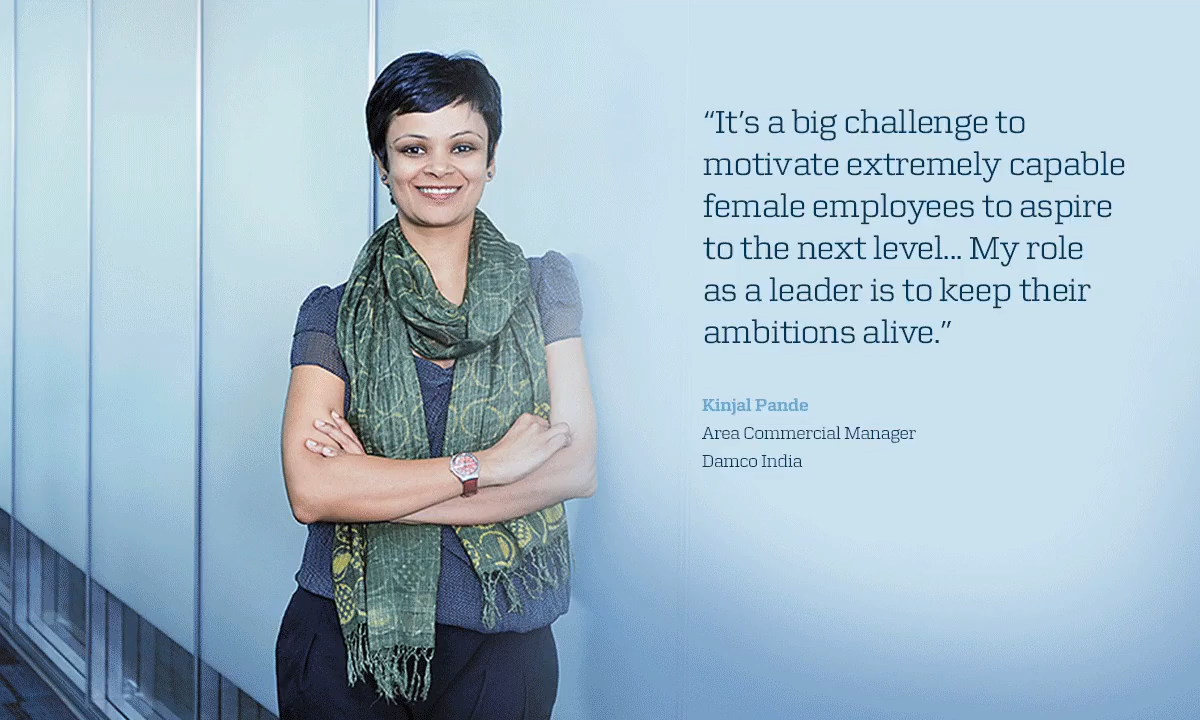 “It’s a big challenge to
motivate extremely capable
female employees to aspire
to the next level... My role
as a leader is to keep their
ambitions alive.”
Kinjal Pande
Area Commercial Manager
Damco India